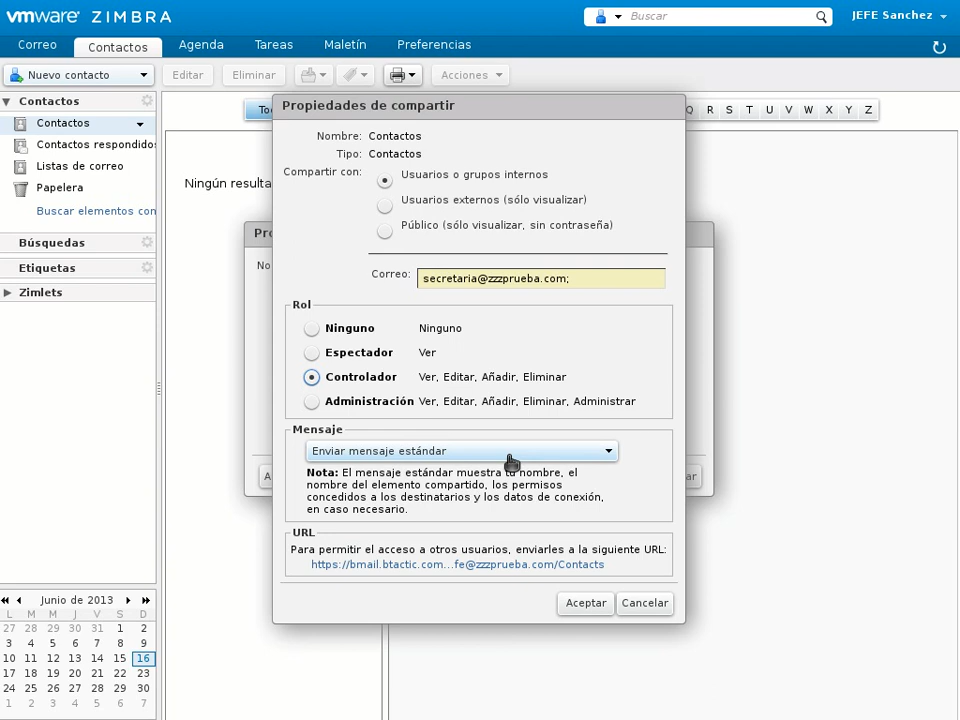 vmware ZIMBRA
Buscar
JEFE Sanchez
Correo Contactos Agenda Tareas Maletín Preferencias
Nuevo contacto Editar Eliminar Acciones
Contactos
Contactos
Contactos respondidos
Listas de correo
Papelera
Buscar elementos
Búsquedas
Etiquetas
Zimlets
R S T U V W X Y Z
Ningún
Propiedades de compartir
Nombre: Contactos
Tipo: Contactos
Compartir con: Usuarios o grupos internos
Usuarios externos (sólo visualizar)
Público (sólo visualizar, sin contraseña)
Correo: secretaria@zzzprueba.com;
Rol
Ninguno Ninguno
Espectador Ver
Controlador Ver, Editar, Añadir, Eliminar
Administración Ver, Editar, Añadir, Eliminar, Administrar
Mensaje
Enviar mensaje estándar
Nota: El mensaje estándar muestra tu nombre, el
nombre del elemento compartido, los permisos
concedidos a los destinatarios y los datos de conexión,
en caso necesario.
URL
Para permitir el acceso a otros usuarios, enviarles a la siguiente URL:
https://bmail.btactic.com...fe@zzzprueba.com/Contacts
Aceptar Cancelar
Junio de 2013
L M M J V S D
27 28 29 30 31 1 2
3 4 5 6 7 8 9
10 11 12 13 14 15 16
17 18 19 20 21 22 23
24 25 26 27 28 29 30
1 2 3 4 5 6 7